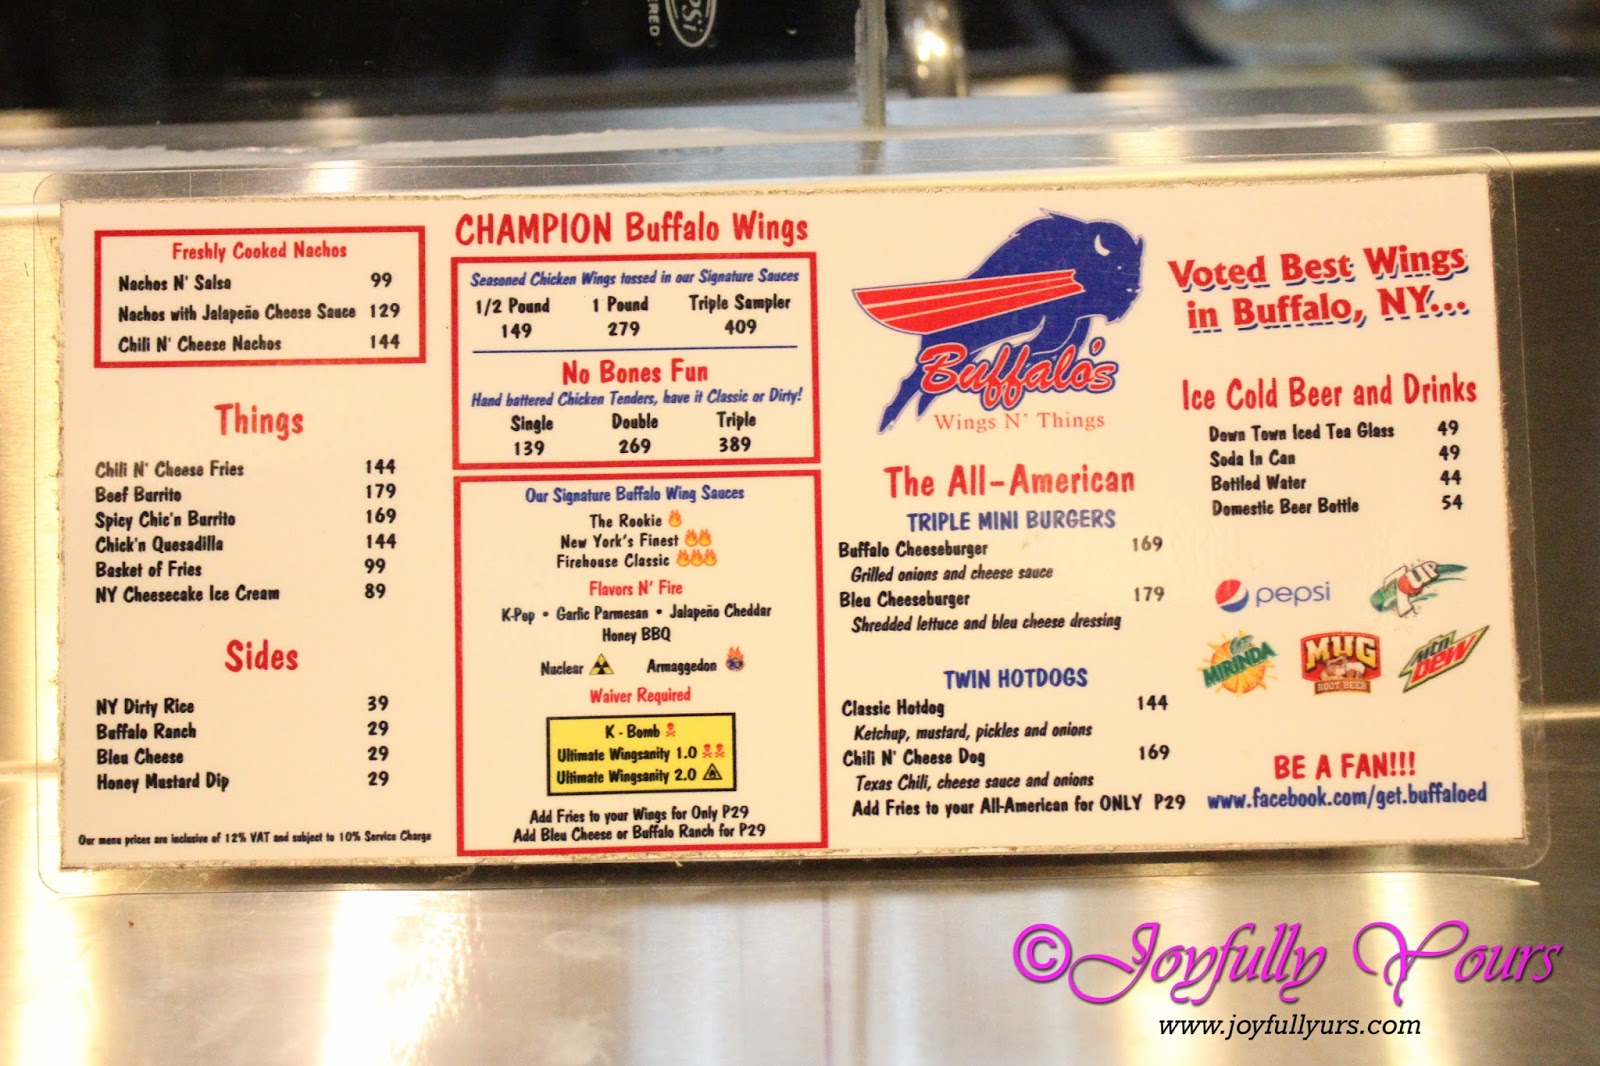 PSi
ERED
Freshly Cooked Nachos
Nachos N' Salsa 99
Nachos with Jalapeño Cheese Sauce 129
Chili N' Cheese Nachos 144
Things
Chili N' Cheese Fries 144
Beef Burrito 179
Spicy Chic'n Burrito 169
Chick'n Quesadilla 144
Basket of Fries 99
NY Cheesecake Ice Cream 89
Sides
NY Dirty Rice 39
Buffalo Ranch 29
Bleu Cheese 29
Honey Mustard Dip 29
Our menu prices are inclusive of 12% VAT and subject to 10% Service Charge
CHAMPION Buffalo Wings
Seasoned Chicken Wings tossed in our Signature Sauces
1/2 Pound 1 Pound Triple Sampler
149 279 409
No Bones Fun
Hand battered Chicken Tenders, have it Classic or Dirty!
Single Double Triple
139 269 389
Our Signature Buffalo Wing Sauces
The Rookie
New York's Finest
Firehouse Classic
Flavors N' Fire
K-Pop • Garlic Parmesan • Jalapeño Cheddar
Honey BBQ
Nuclear Armaggedon
Waiver Required
K - Bomb
Ultimate Wingsanity 1.0
Ultimate Wingsanity 2.0
Add Fries to your Wings for Only P29
Add Bleu Cheese or Buffalo Ranch for P29
Buffalo's
Wings N' Things
The All-American
TRIPLE MINI BURGERS
Buffalo Cheeseburger 169
Grilled onions and cheese sauce
Bleu Cheeseburger 179
Shredded lettuce and bleu cheese dressing
TWIN HOTDOGS
Classic Hotdog 144
Ketchup, mustard, pickles and onions
Chili N' Cheese Dog 169
Texas Chili, cheese sauce and onions
Add Fries to your All-American for ONLY P29
Voted Best Wings
in Buffalo, NY...
Ice Cold Beer and Drinks
Down Town Iced Tea Glass 49
Soda In Can 49
Bottled Water 44
Domestic Beer Bottle 54
pepsi
7UP
MIRINDA
MUG
ROOT BEER
Mtn
DEW
BE A FAN!!!
www.facebook.com/get.buffaloed
©Joyfully Yours
www.joyfullyurs.com